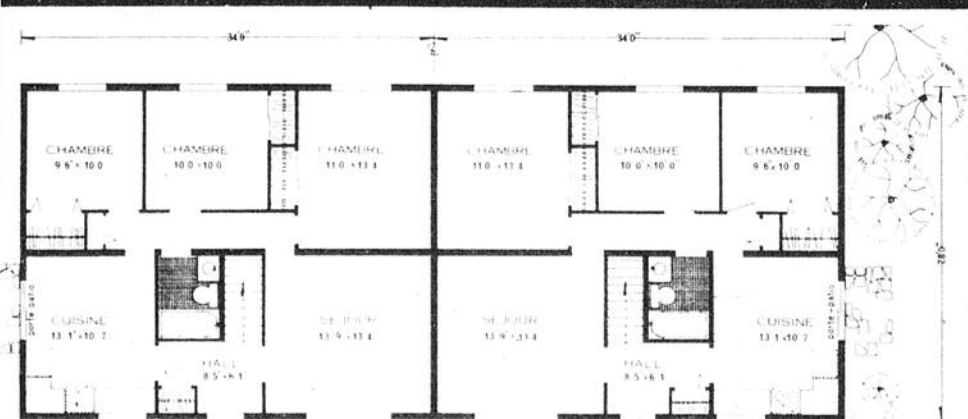 34.0"
34.0"
CHAMBRE
9.6" × 10.0
CHAMBRE
10.0 × 10.0
CHAMBRE
11.0 × 13.4
CHAMBRE
11.0 × 13.4
CHAMBRE
10.0 × 10.0
CHAMBRE
9.6 × 10.0
28.0"
porte patio
CUISINE
13.1" × 10.2
SEJOUR
13.9 × 13.4
SEJOUR
13.9 × 13.4
CUISINE
13.1 × 10.2
porte-patio
HALL
8.5 × 6.1
HALL
8.5 × 6.1